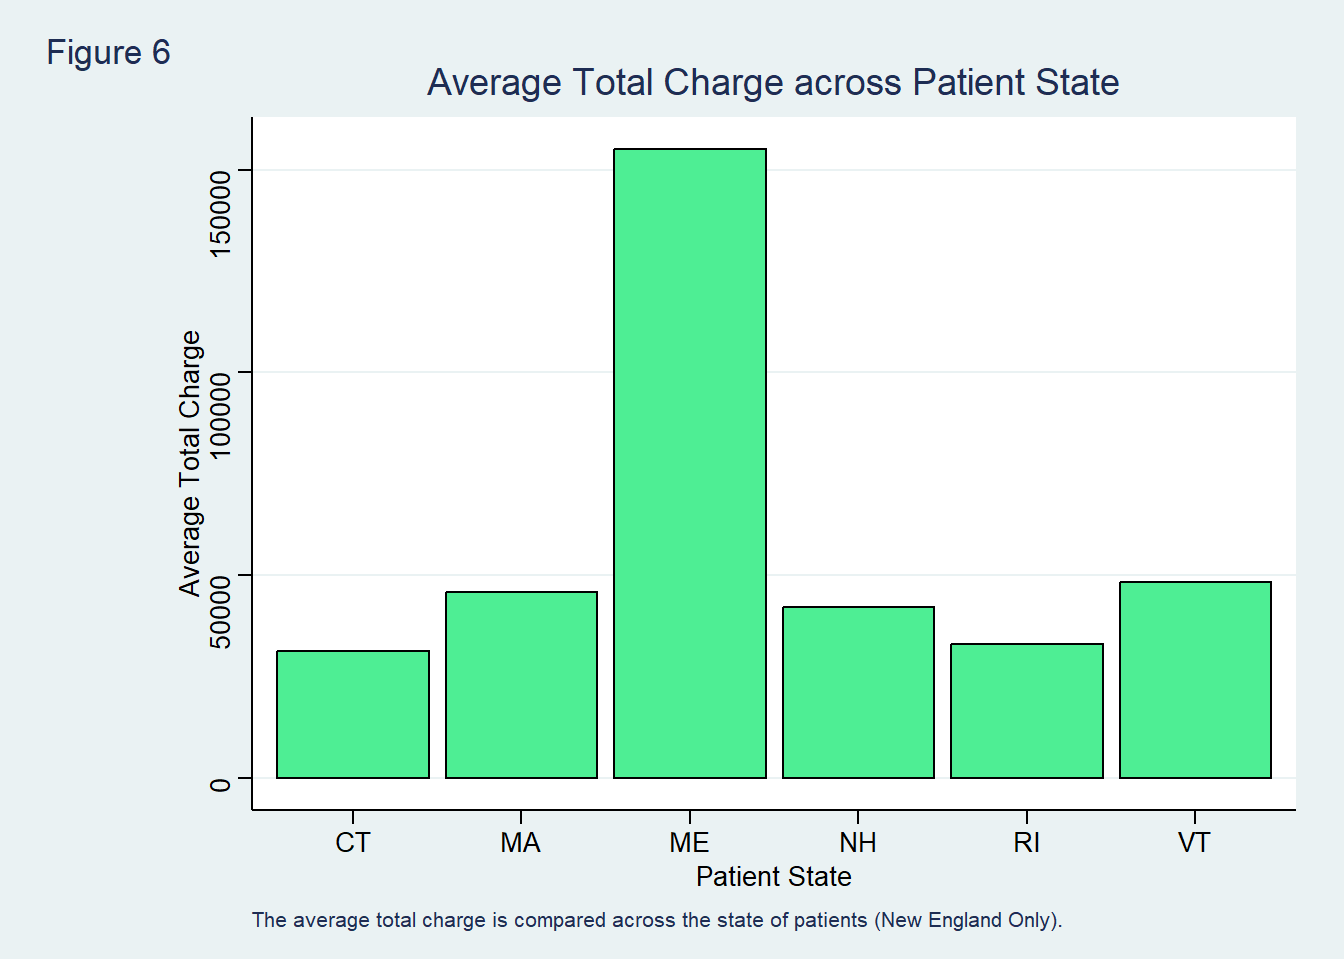 Figure 6
Average Total Charge across Patient State
Average Total Charge
150000
100000
50000
0
CT MA ME NH RI VT
Patient State
The average total charge is compared across the state of patients (New England Only).